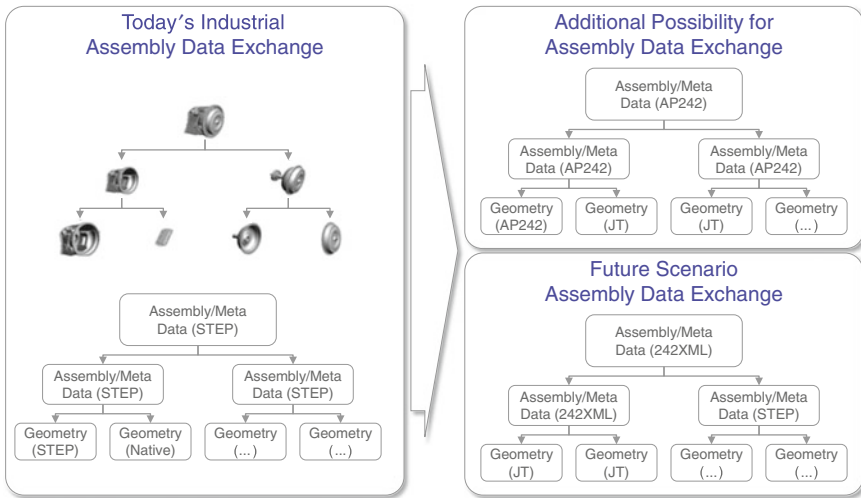 Today's Industrial
Assembly Data Exchange
Assembly/Meta
Data (STEP)
Assembly/Meta
Data (STEP)
Assembly/Meta
Data (STEP)
Geometry
(STEP)
Geometry
(Native)
Geometry
(...)
Geometry
(...)
Additional Possibility for
Assembly Data Exchange
Assembly/Meta
Data (AP242)
Assembly/Meta
Data (AP242)
Assembly/Meta
Data (AP242)
Geometry
(AP242)
Geometry
(JT)
Geometry
(JT)
Geometry
(...)
Future Scenario
Assembly Data Exchange
Assembly/Meta
Data (242XML)
Assembly/Meta
Data (242XML)
Assembly/Meta
Data (STEP)
Geometry
(JT)
Geometry
(JT)
Geometry
(...)
Geometry
(...)